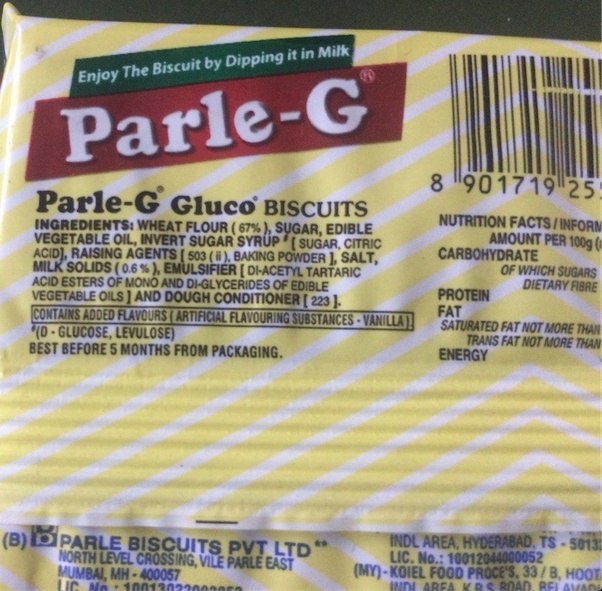 Enjoy The Biscuit by Dipping it in Milk
Parle-G®
Parle-G® Gluco® BISCUITS
INGREDIENTS: WHEAT FLOUR ( 67% ), SUGAR, EDIBLE
VEGETABLE OIL, INVERT SUGAR SYRUP # [ SUGAR, CITRIC
ACID], RAISING AGENTS [ 503 ( ii ), BAKING POWDER ], SALT,
MILK SOLIDS ( 0.6 % ), EMULSIFIER [ DI-ACETYL TARTARIC
ACID ESTERS OF MONO AND DI-GLYCERIDES OF EDIBLE
VEGETABLE OILS ] AND DOUGH CONDITIONER [ 223 ].
CONTAINS ADDED FLAVOURS ( ARTIFICIAL FLAVOURING SUBSTANCES - VANILLA ).
#(D - GLUCOSE, LEVULOSE)
BEST BEFORE 5 MONTHS FROM PACKAGING.
8 901719 25
NUTRITION FACTS / INFORM
AMOUNT PER 100g
CARBOHYDRATE
OF WHICH SUGARS
DIETARY FIBRE
PROTEIN
FAT
SATURATED FAT NOT MORE THAN
TRANS FAT NOT MORE THAN
ENERGY
(B) PARLE BISCUITS PVT LTD**
NORTH LEVEL CROSSING, VILE PARLE EAST
MUMBAI, MH - 400057
INDL AREA, HYDERABAD, TS - 50132
LIC. No.: 10012044000052
(MY)- KOIEL FOOD PROCE'S, 33 / B, HOOT